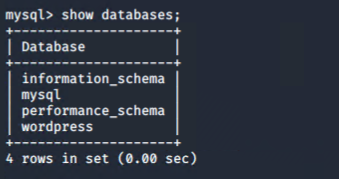 mysql> show databases;
+--------------------+
| Database           |
+--------------------+
| information_schema |
| mysql              |
| performance_schema |
| wordpress          |
+--------------------+
4 rows in set (0.00 sec)